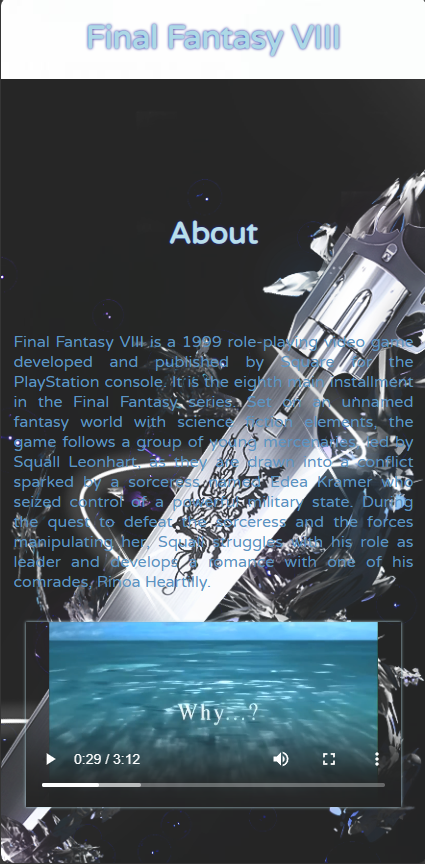 Final Fantasy VIII
About
Final Fantasy VIII is a 1999 role-playing video game
developed and published by Square for the
PlayStation console. It is the eighth main installment
in the Final Fantasy series. Set on an unnamed
fantasy world with science fiction elements, the
game follows a group of young mercenaries, led by
Squall Leonhart, as they are drawn into a conflict
sparked by a sorceress named Edea Kramer who
seized control of a powerful military state. During
the quest to defeat the sorceress and the forces
manipulating her, Squall struggles with his role as
leader and develops a romance with one of his
comrades, Rinoa Heartilly.
Why...?
0:29 / 3:12